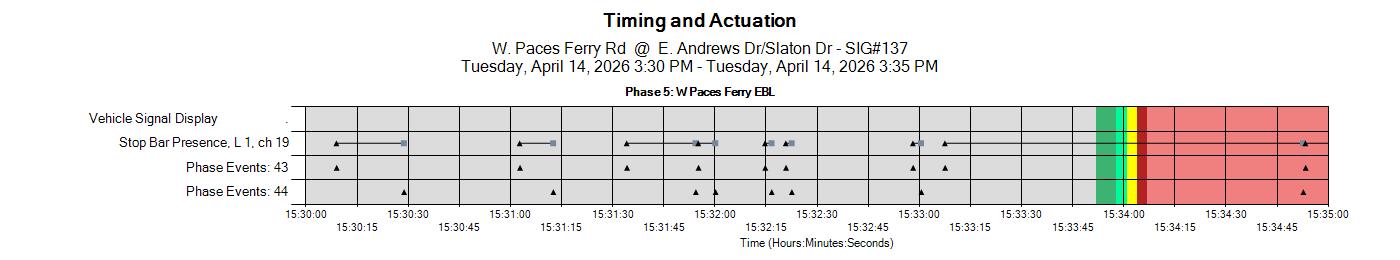 Timing and Actuation
W. Paces Ferry Rd @ E. Andrews Dr/Slaton Dr - SIG#137
Tuesday, April 14, 2026 3:30 PM - Tuesday, April 14, 2026 3:35 PM
Phase 5: W Paces Ferry EBL
Vehicle Signal Display .
Stop Bar Presence, L 1, ch 19
Phase Events: 43
Phase Events: 44
15:30:00 15:30:30 15:31:00 15:31:30 15:32:00 15:32:30 15:33:00 15:33:30 15:34:00 15:34:30 15:35:00
15:30:15 15:30:45 15:31:15 15:31:45 15:32:15 15:32:45 15:33:15 15:33:45 15:34:15 15:34:45
Time (Hours:Minutes:Seconds)